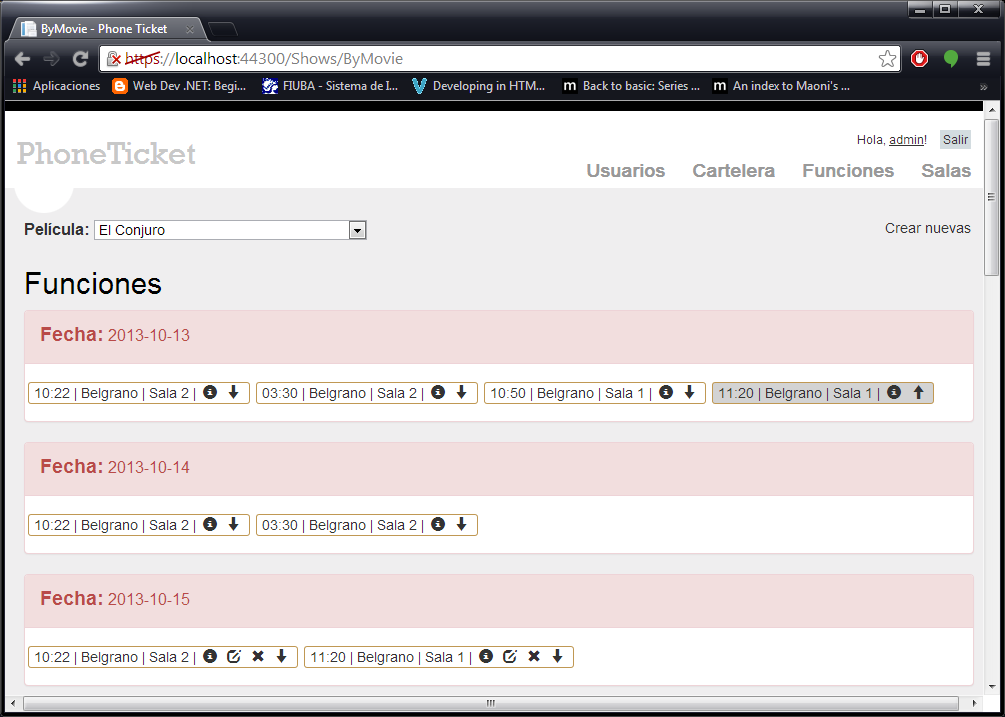 ByMovie - Phone Ticket
https://localhost:44300/Shows/ByMovie
Aplicaciones Web Dev .NET: Begi... FIUBA - Sistema de I... Developing in HTM... Back to basic: Series ... An index to Maoni's ...
Hola, admin! Salir
PhoneTicket
Usuarios Cartelera Funciones Salas
Película: El Conjuro Crear nuevas
Funciones
Fecha: 2013-10-13
10:22 | Belgrano | Sala 2 | 03:30 | Belgrano | Sala 2 | 10:50 | Belgrano | Sala 1 | 11:20 | Belgrano | Sala 1 |
Fecha: 2013-10-14
10:22 | Belgrano | Sala 2 | 03:30 | Belgrano | Sala 2 |
Fecha: 2013-10-15
10:22 | Belgrano | Sala 2 | 11:20 | Belgrano | Sala 1 |